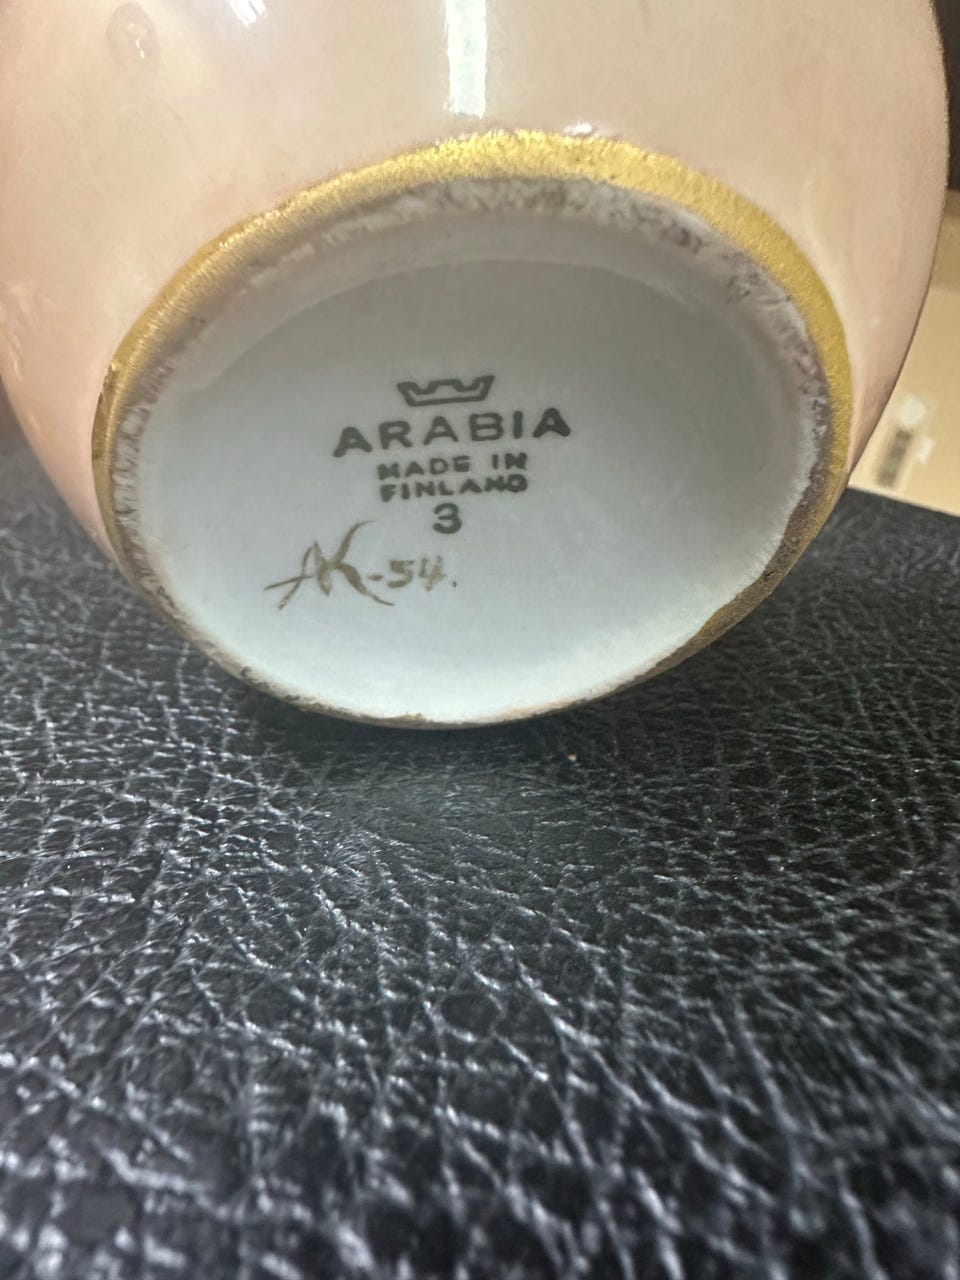 ARABIA
MADE IN
FINLAND
3
AK-54.